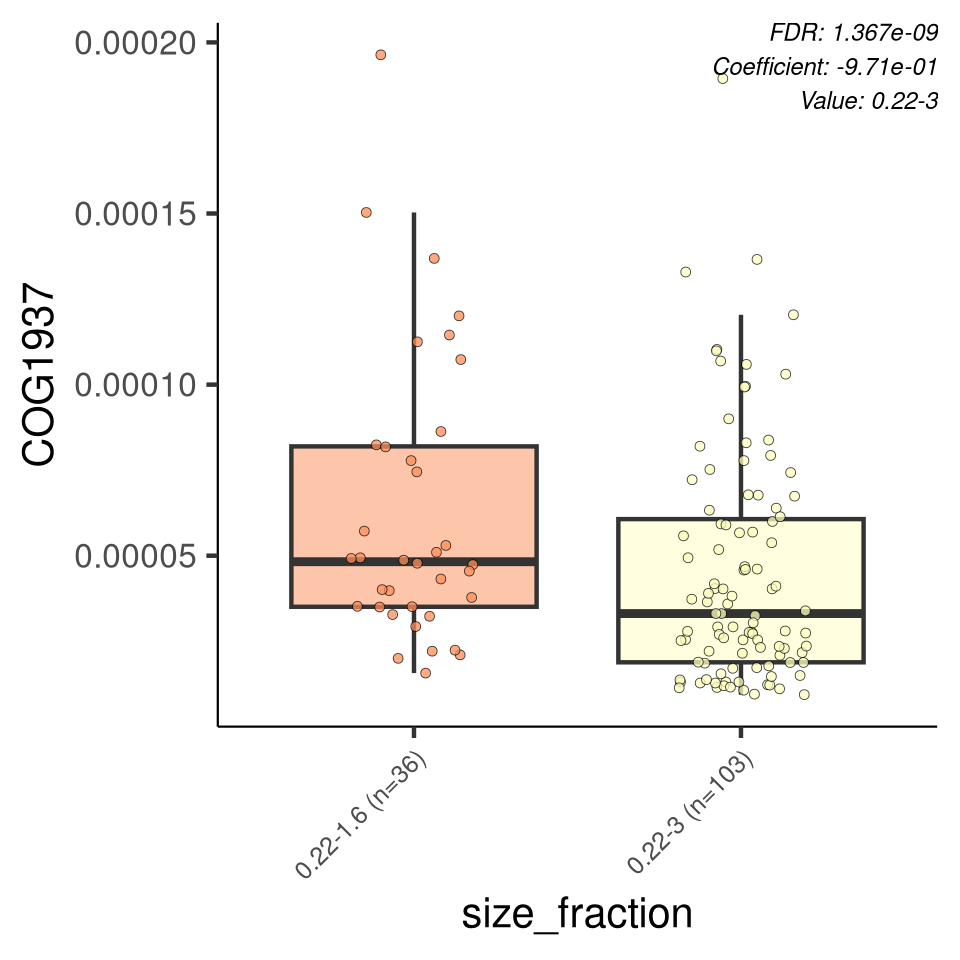 FDR: 1.367e-09
Coefficient: -9.71e-01
Value: 0.22-3
0.00020
0.00015
0.00010
0.00005
COG1937
0.22-1.6 (n=36)
0.22-3 (n=103)
size_fraction